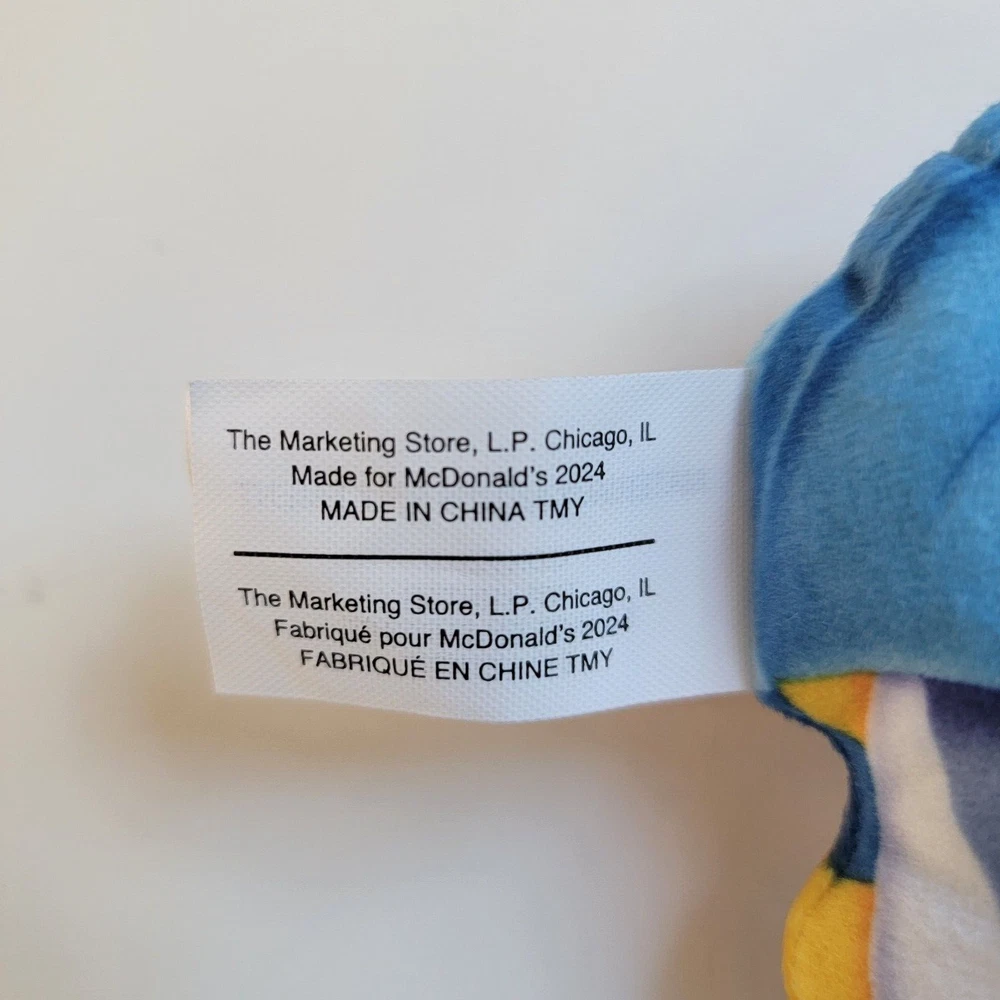 The Marketing Store, L.P. Chicago, IL
Made for McDonald's 2024
MADE IN CHINA TMY
The Marketing Store, L.P. Chicago, IL
Fabriqué pour McDonald's 2024
FABRIQUÉ EN CHINE TMY